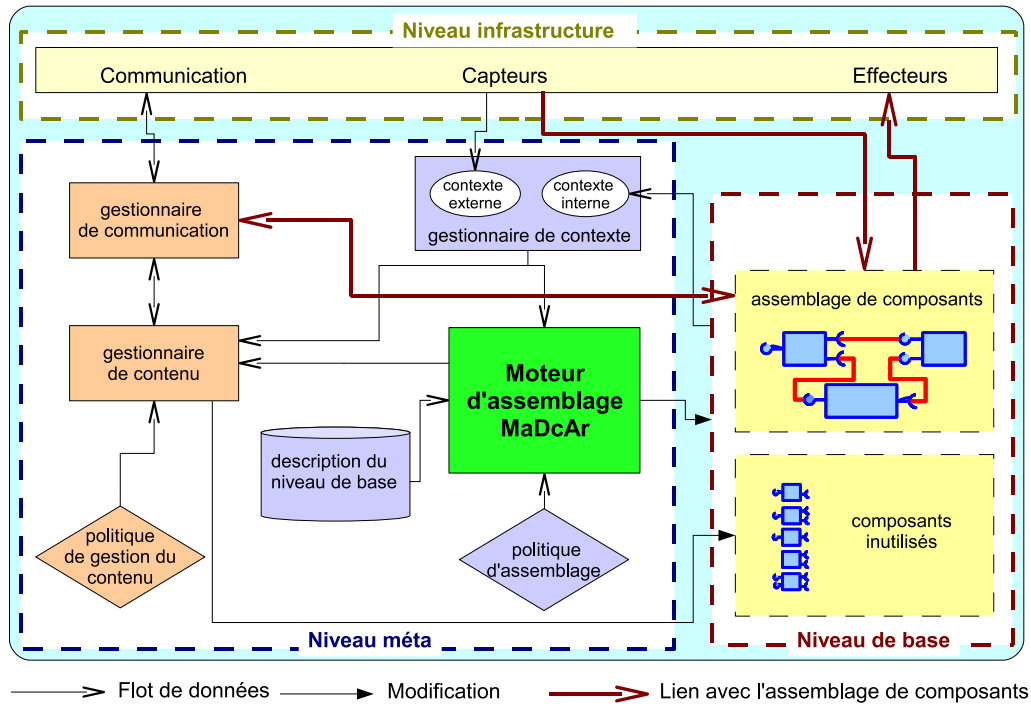 Niveau infrastructure
Communication
Capteurs
Effecteurs
contexte
externe
contexte
interne
gestionnaire de contexte
gestionnaire
de communication
assemblage de composants
gestionnaire
de contenu
Moteur
d'assemblage
MaDcAr
description du
niveau de base
politique
de gestion du
contenu
politique
d'assemblage
composants
inutilisés
Niveau méta
Niveau de base
Flot de données
Modification
Lien avec l'assemblage de composants